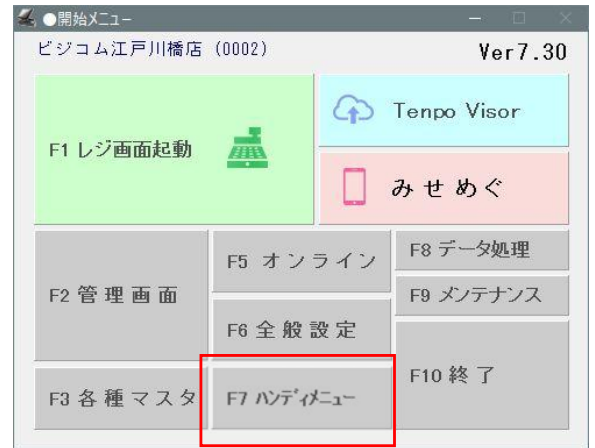 ●開始メニュー
ビジコム江戸川橋店 (0002)
Ver7.30
F1 レジ画面起動
Tenpo Visor
みせめぐ
F2 管理画面
F5 オンライン
F8 データ処理
F9 メンテナンス
F6 全般設定
F3 各種マスタ
F7 ハンディメニュー
F10 終了